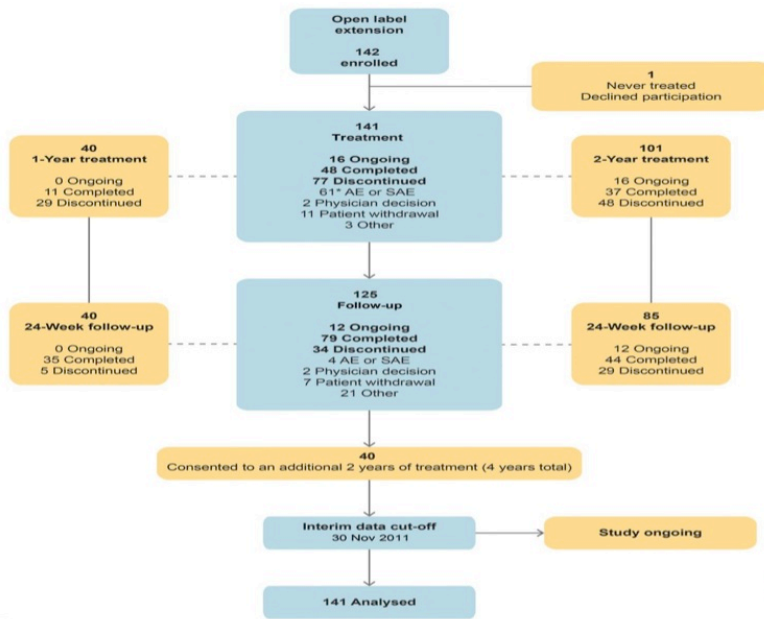 Open label
extension
142
enrolled
1
Never treated
Declined participation
141
Treatment
16 Ongoing
48 Completed
77 Discontinued
61* AE or SAE
2 Physician decision
11 Patient withdrawal
3 Other
40
1-Year treatment
0 Ongoing
11 Completed
29 Discontinued
101
2-Year treatment
16 Ongoing
37 Completed
48 Discontinued
125
Follow-up
12 Ongoing
79 Completed
34 Discontinued
4 AE or SAE
2 Physician decision
7 Patient withdrawal
21 Other
40
24-Week follow-up
0 Ongoing
35 Completed
5 Discontinued
85
24-Week follow-up
12 Ongoing
44 Completed
29 Discontinued
40
Consented to an additional 2 years of treatment (4 years total)
Interim data cut-off
30 Nov 2011
Study ongoing
141 Analysed